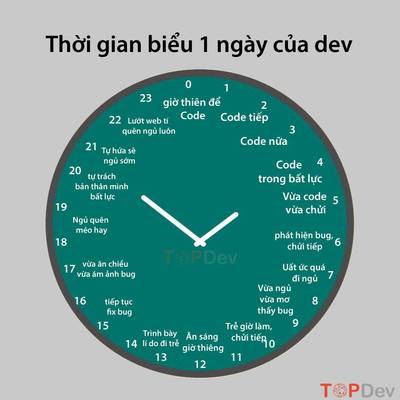 Thời gian biểu 1 ngày của dev
0
giờ thiên để
Code
1
Code tiếp
2
Code nữa
3
Code
trong bất lực
4
Vừa code
vừa chửi
5
phát hiện bug,
chửi tiếp
6
Uất ức quá
đi ngủ
7
Vừa ngủ
vừa mơ
thấy bug
8
9
Trễ giờ làm,
chửi tiếp
10
11
Ăn sáng
giờ thiêng
12
13
Trình bày
lí do đi trễ
14
15
tiếp tục
fix bug
16
vừa ăn chiều
vừa ám ảnh bug
17
18
Ngủ quên
méo hay
19
tự trách
bản thân mình
bất lực
20
Tự hứa sẽ
ngủ sớm
21
22
Lướt web tí
quên ngủ luôn
23
TOPDev
TOPDev